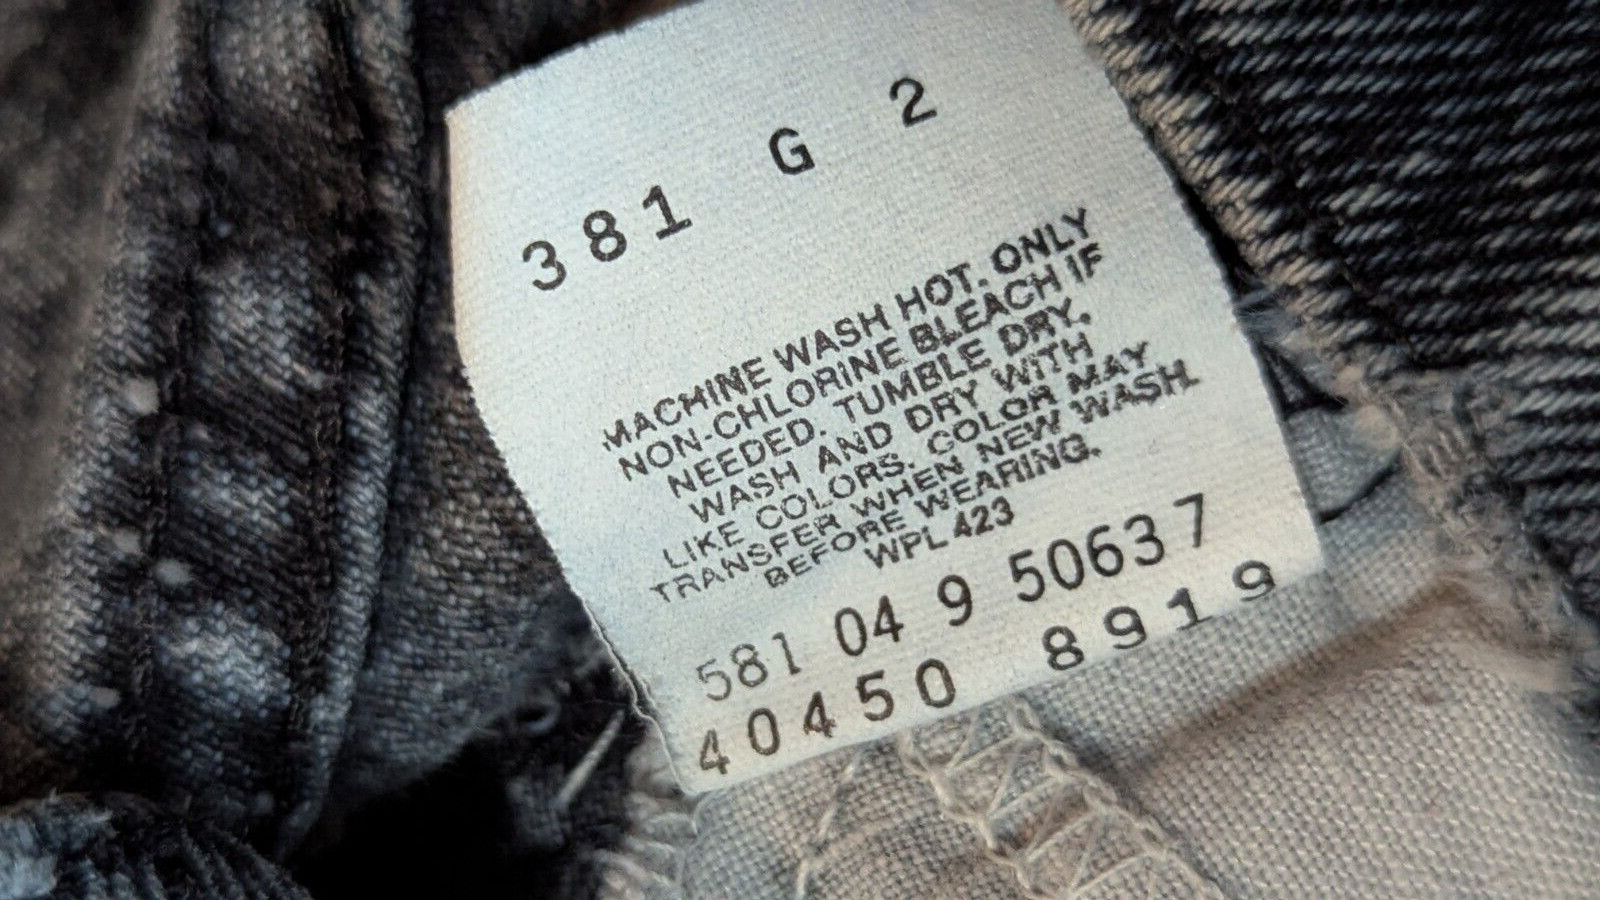 381 G 2
MACHINE WASH HOT. ONLY
NON-CHLORINE BLEACH IF
NEEDED. TUMBLE DRY.
WASH AND DRY WITH
LIKE COLORS. COLOR MAY
TRANSFER WHEN NEW WASH
BEFORE WEARING.
WPL 423
581 04 9 50637
40450 8919